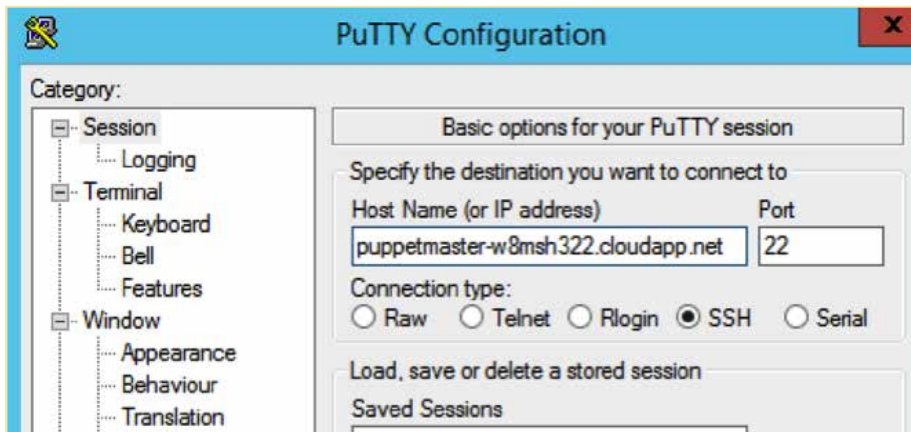 PuTTY Configuration
X
Category:
Session
Logging
Terminal
Keyboard
Bell
Features
Window
Appearance
Behaviour
Translation
Basic options for your PuTTY session
Specify the destination you want to connect to
Host Name (or IP address) Port
puppetmaster-w8msh322.cloudapp.net 22
Connection type:
Raw Telnet Rlogin SSH Serial
Load, save or delete a stored session
Saved Sessions